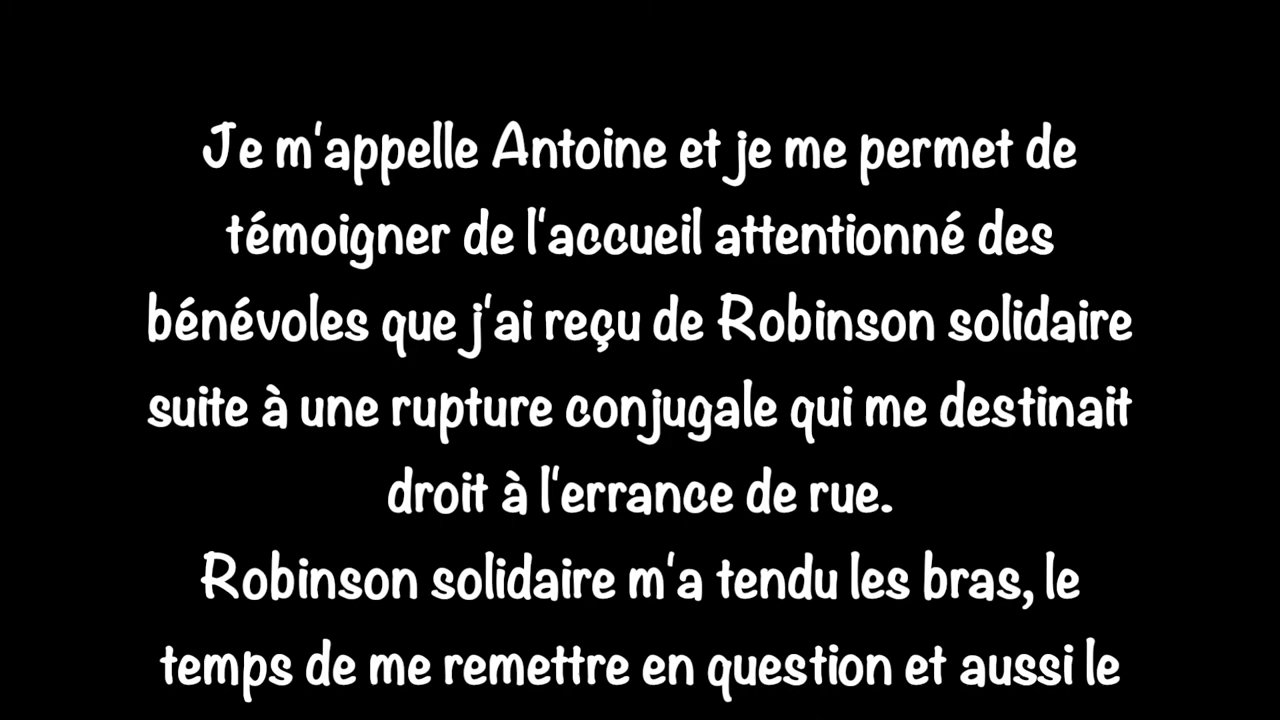 Je m'appelle Antoine et je me permet de
témoigner de l'accueil attentionné des
bénévoles que j'ai reçu de Robinson solidaire
suite à une rupture conjugale qui me destinait
droit à l'errance de rue.
Robinson solidaire m'a tendu les bras, le
temps de me remettre en question et aussi le